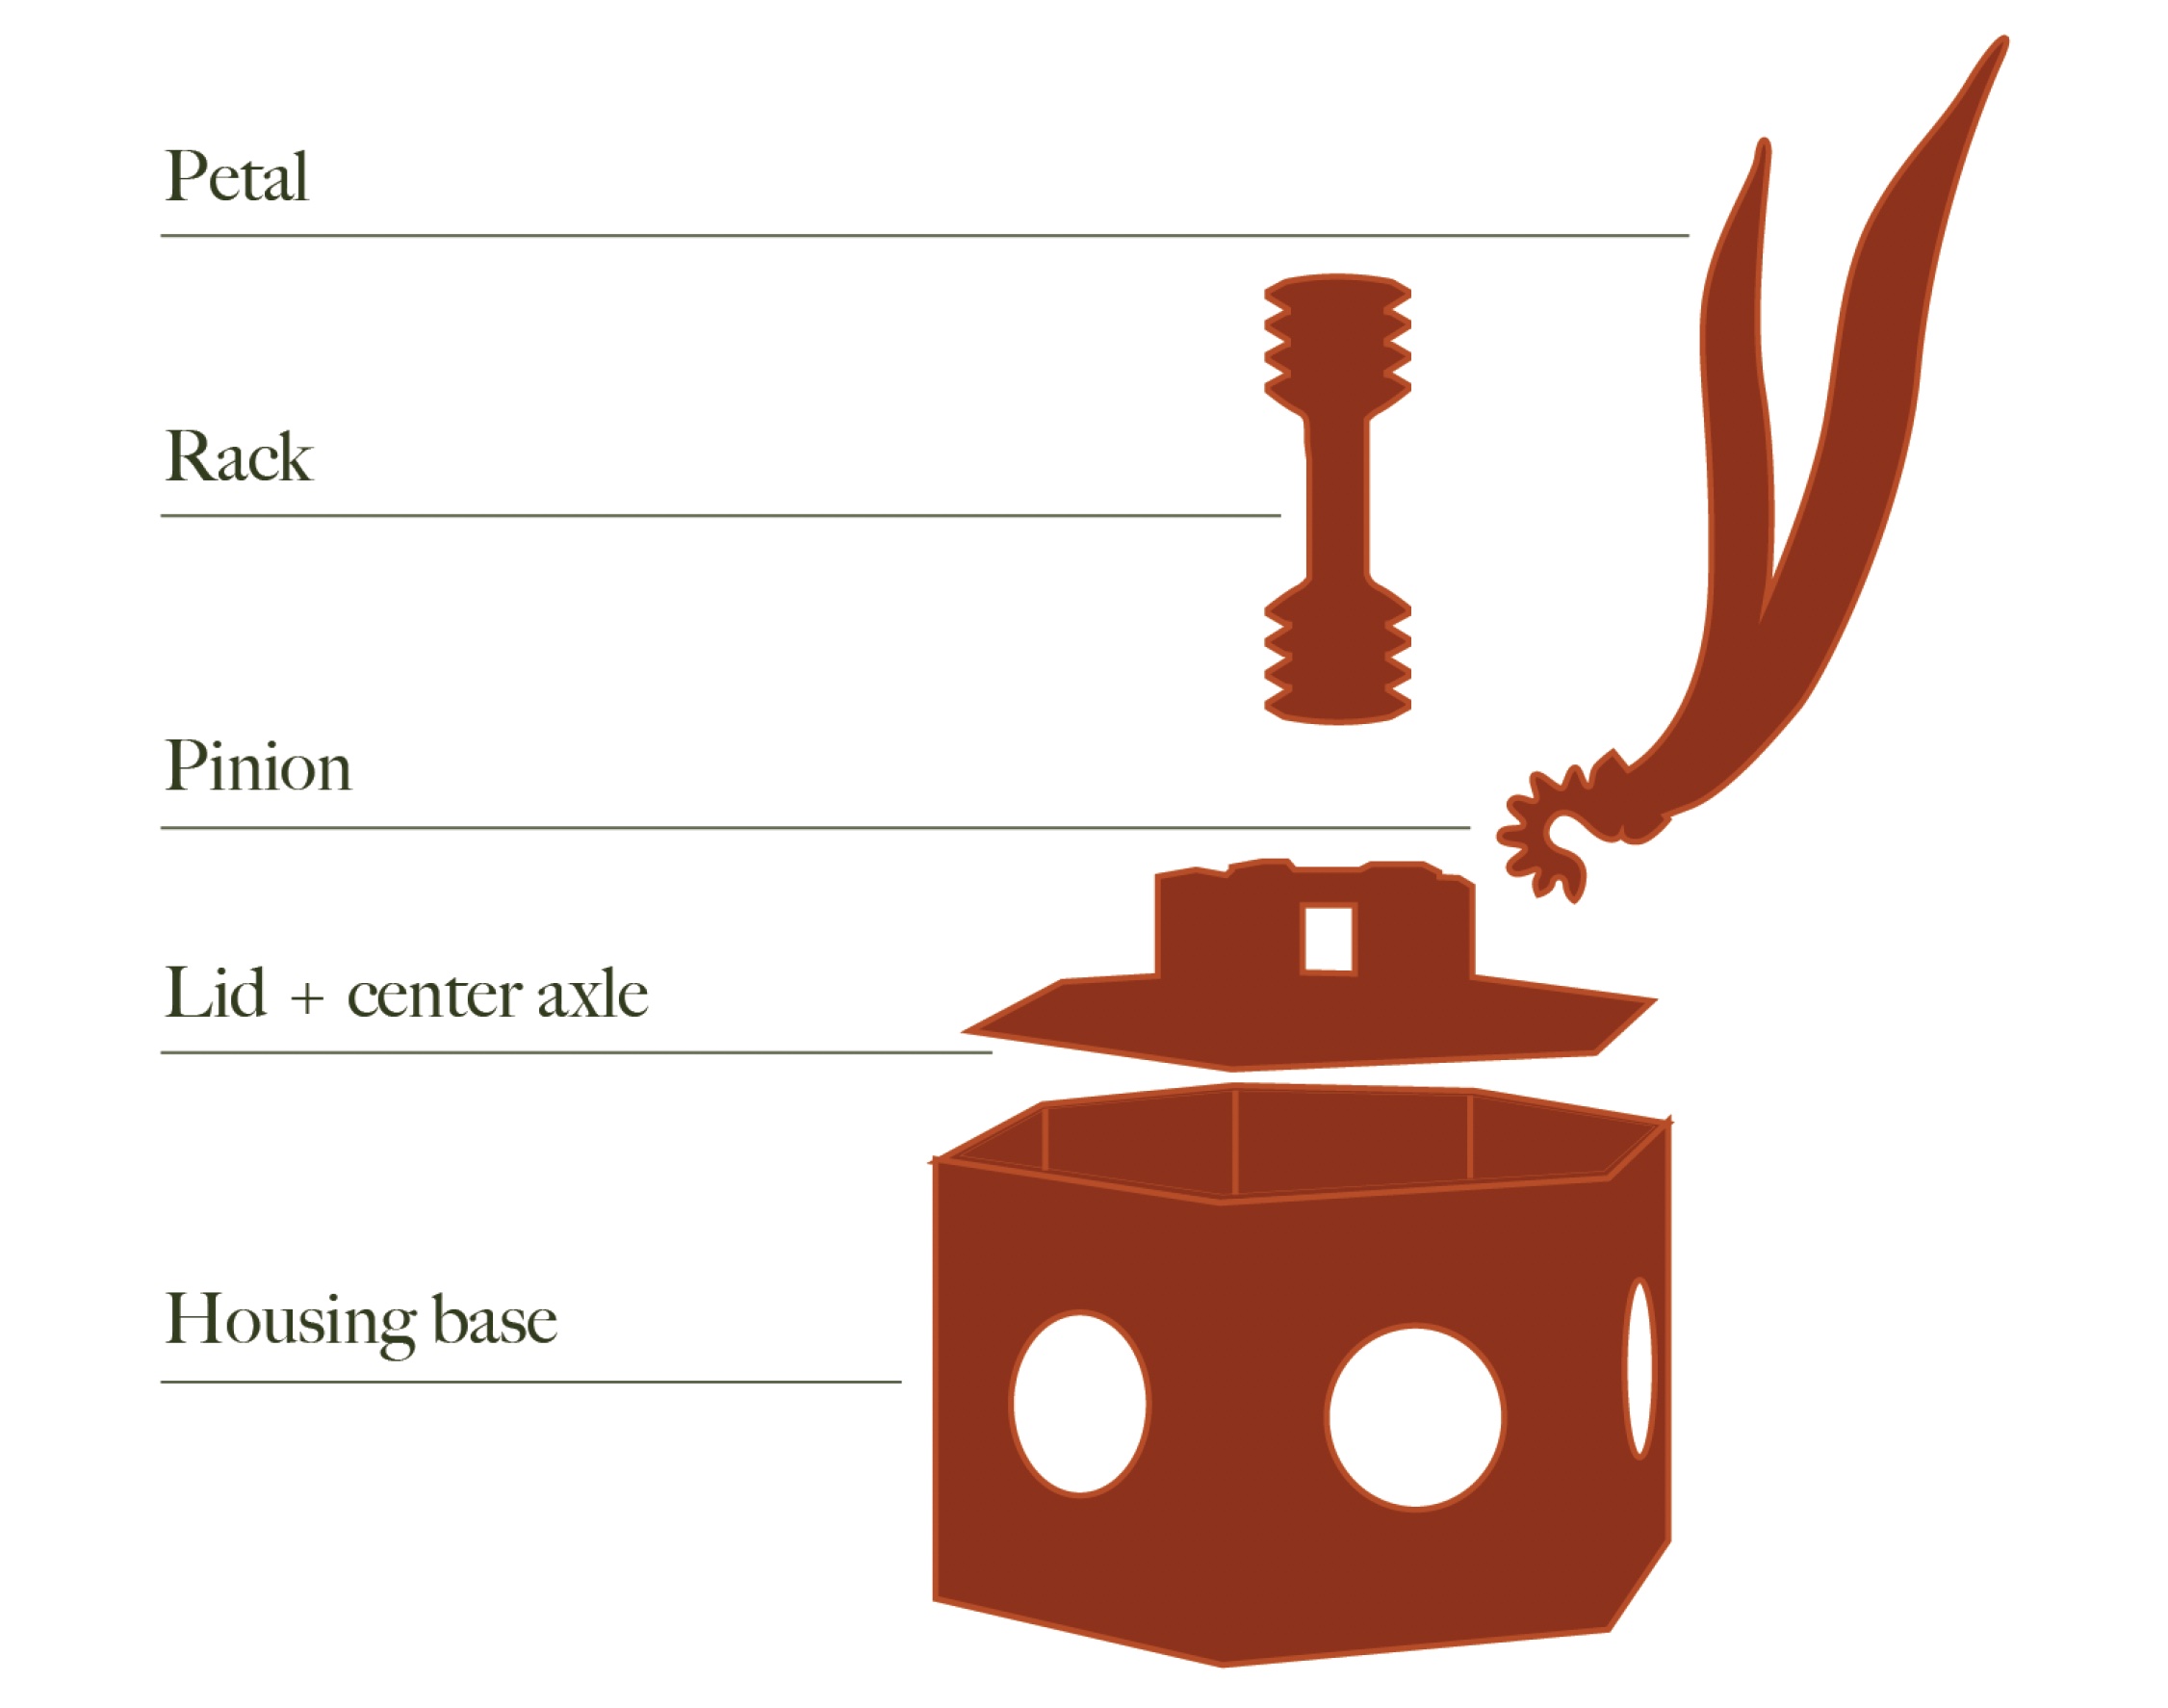 Petal
Rack
Pinion
Lid + center axle
Housing base